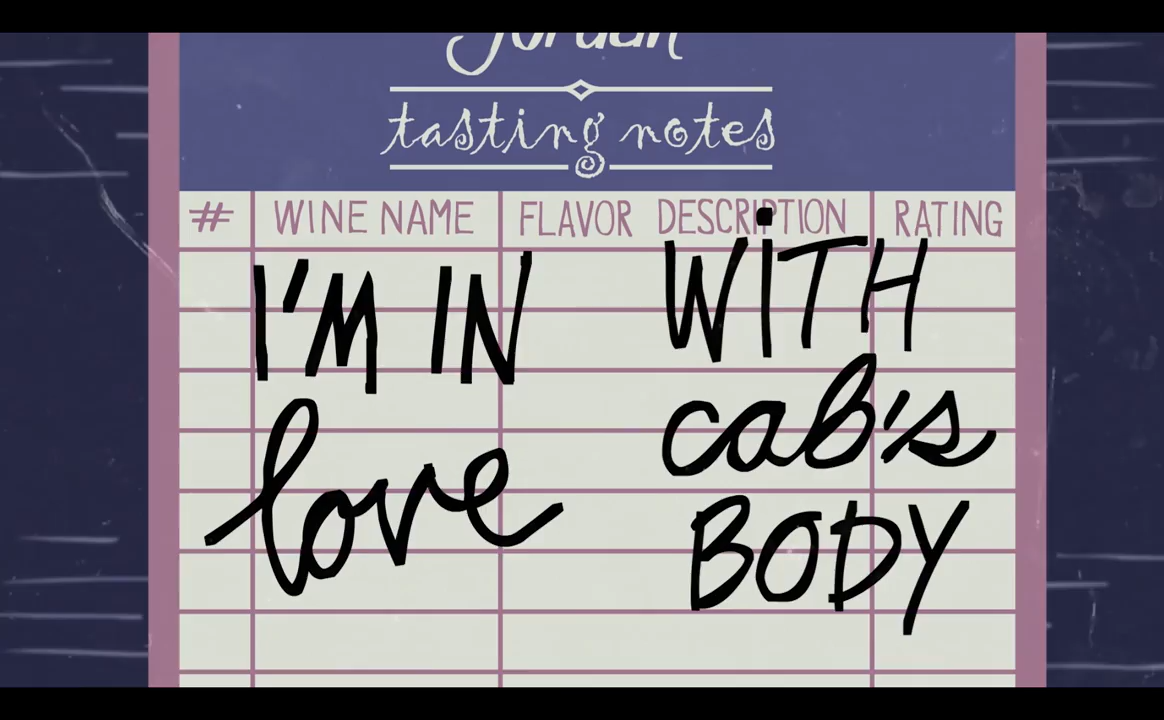 Jordan
tasting notes
# WINE NAME FLAVOR DESCRIPTION RATING
I'M IN
love
WiTH
cab's
BODY